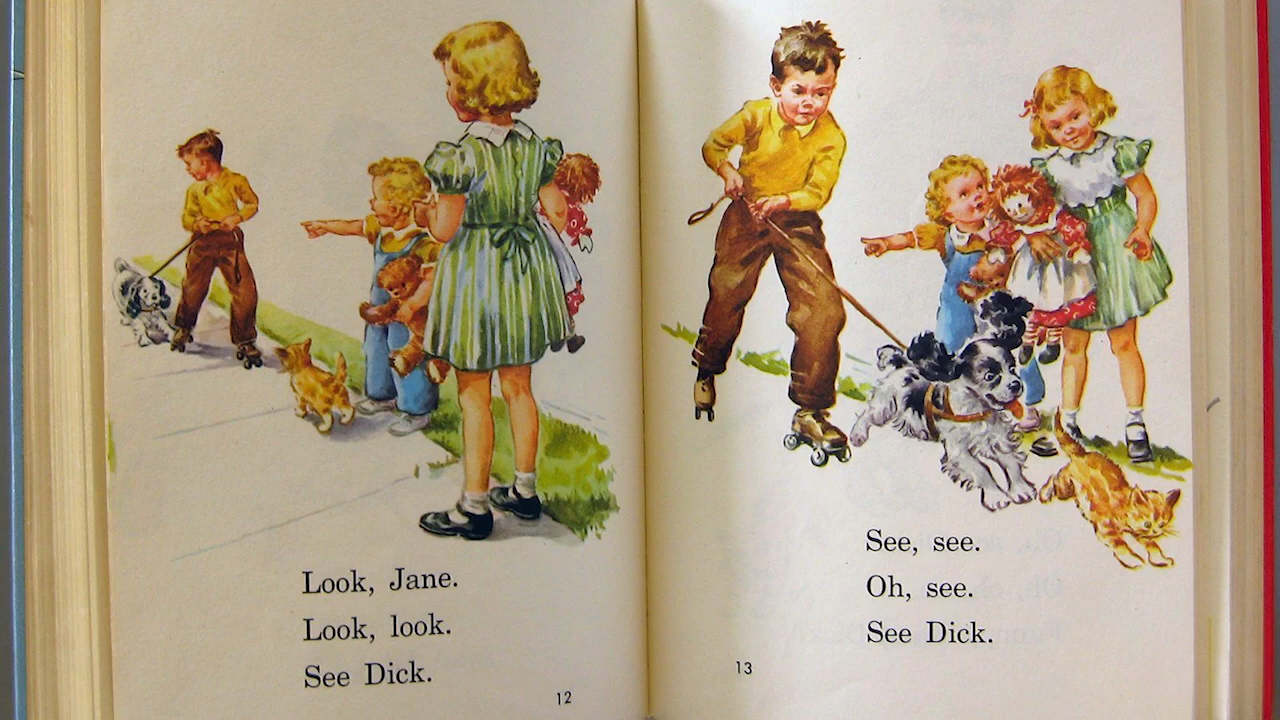 Look, Jane.
Look, look.
See Dick.
12
See, see.
Oh, see.
See Dick.
13